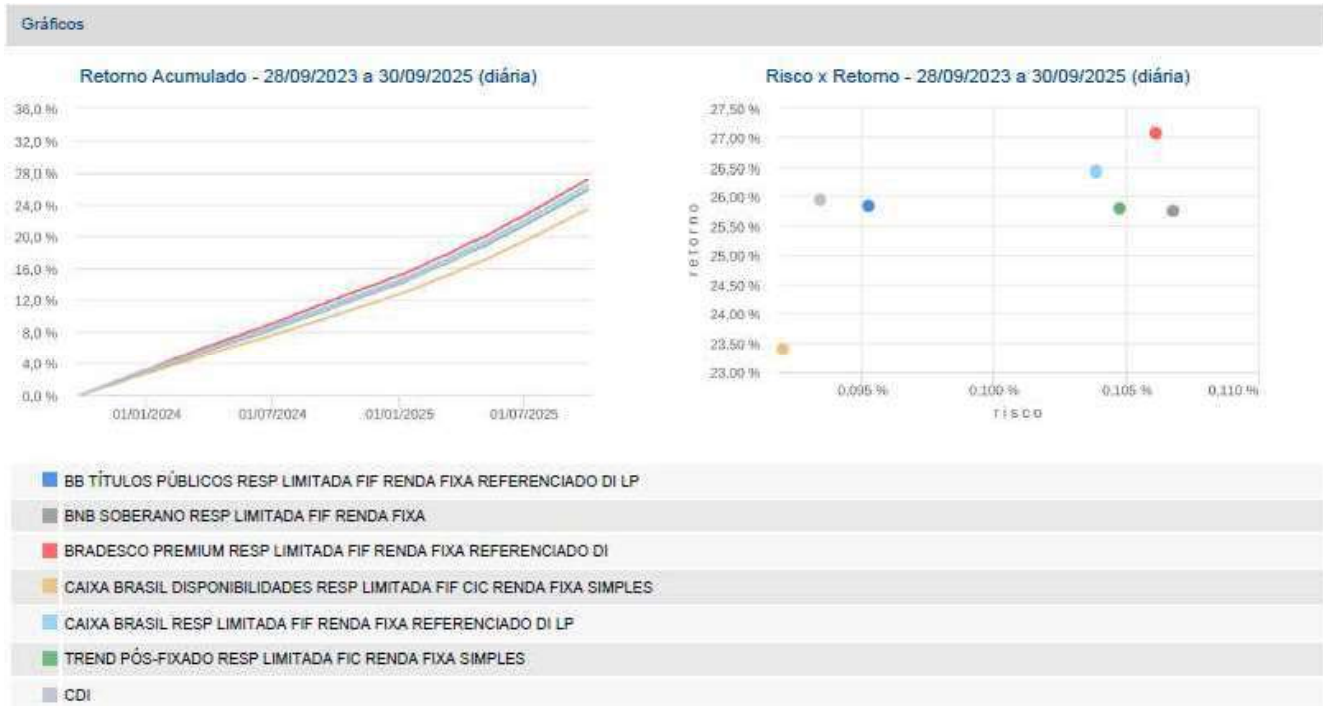 Gráficos
Retorno Acumulado - 28/09/2023 a 30/09/2025 (diária)
36,0 %
32,0 %
28,0 %
24,0 %
20,0 %
16,0 %
12,0 %
8,0 %
4,0 %
0,0 %
01/01/2024
01/07/2024
01/01/2025
01/07/2025
Risco x Retorno - 28/09/2023 a 30/09/2025 (diária)
27,50 %
27,00 %
26,50 %
26,00 %
25,50 %
25,00 %
24,50 %
24,00 %
23,50 %
23,00 %
retorno
0,095 %
0,100 %
0,105 %
0,110 %
risco
BB TÍTULOS PÚBLICOS RESP LIMITADA FIF RENDA FIXA REFERENCIADO DI LP
BNB SOBERANO RESP LIMITADA FIF RENDA FIXA
BRADESCO PREMIUM RESP LIMITADA FIF RENDA FIXA REFERENCIADO DI
CAIXA BRASIL DISPONIBILIDADES RESP LIMITADA FIF CIC RENDA FIXA SIMPLES
CAIXA BRASIL RESP LIMITADA FIF RENDA FIXA REFERENCIADO DI LP
TREND PÓS-FIXADO RESP LIMITADA FIC RENDA FIXA SIMPLES
CDI